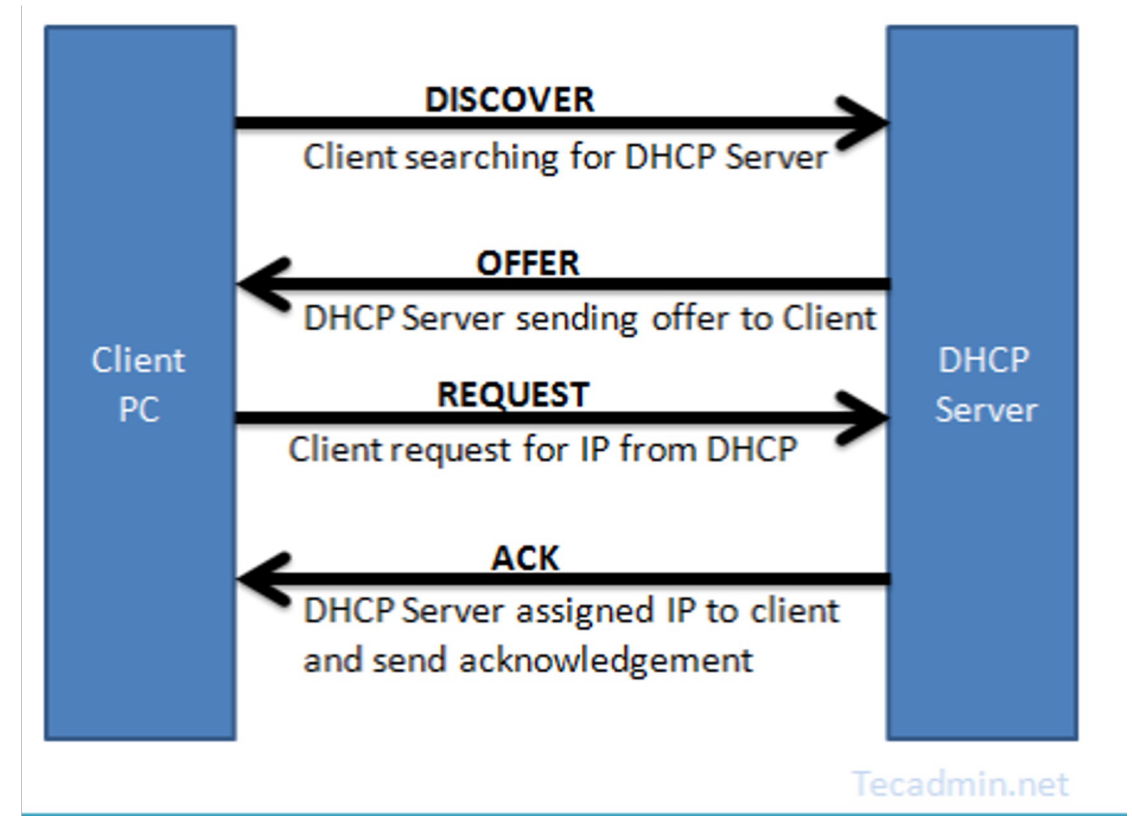 DISCOVER
Client searching for DHCP Server
OFFER
DHCP Server sending offer to Client
Client
PC
DHCP
Server
REQUEST
Client request for IP from DHCP
ACK
DHCP Server assigned IP to client
and send acknowledgement
Tecadmin.net